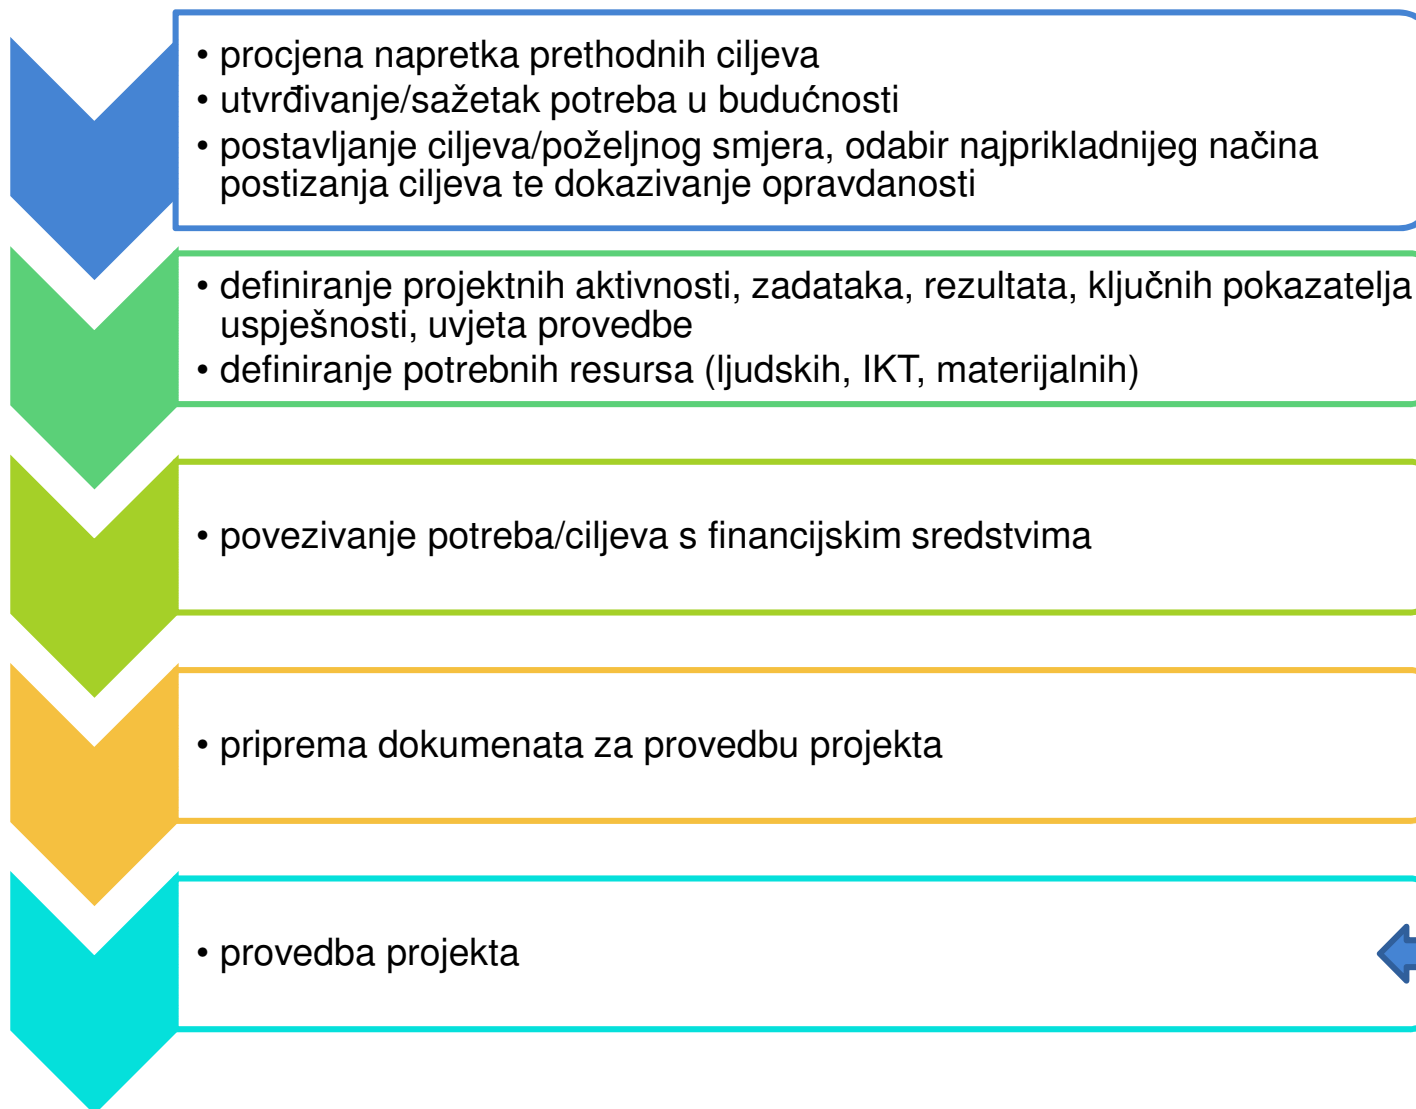 • procjena napretka prethodnih ciljeva
• utvrđivanje/sažetak potreba u budućnosti
• postavljanje ciljeva/poželjnog smjera, odabir najprikladnijeg načina
postizanja ciljeva te dokazivanje opravdanosti
• definiranje projektnih aktivnosti, zadataka, rezultata, ključnih pokazatelja
uspješnosti, uvjeta provedbe
• definiranje potrebnih resursa (ljudskih, IKT, materijalnih)
• povezivanje potreba/ciljeva s financijskim sredstvima
• priprema dokumenata za provedbu projekta
• provedba projekta